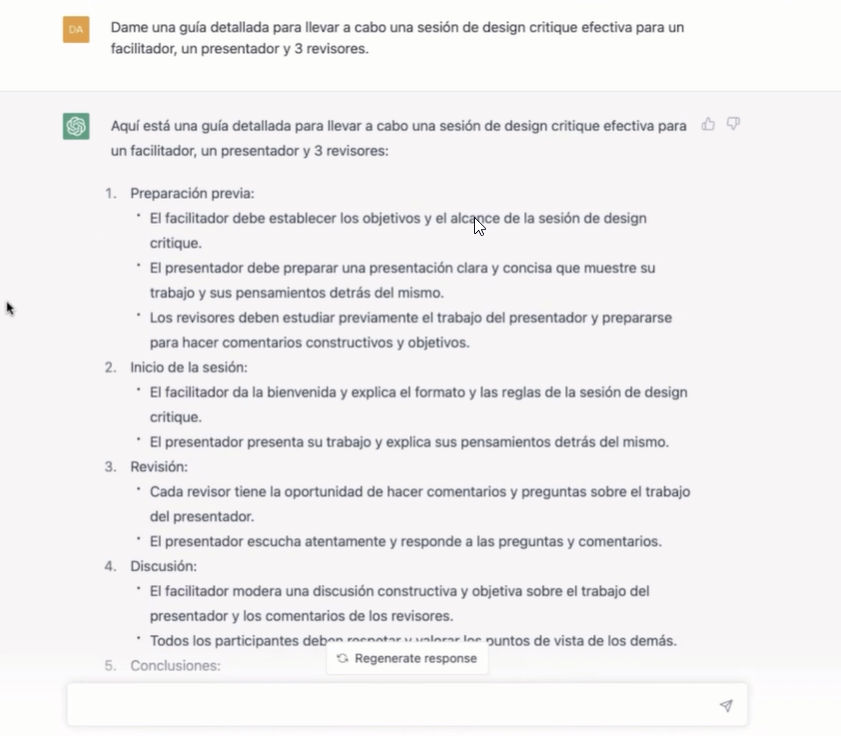 DA
Dame una guía detallada para llevar a cabo una sesión de design critique efectiva para un
facilitador, un presentador y 3 revisores.
Aquí está una guía detallada para llevar a cabo una sesión de design critique efectiva para
un facilitador, un presentador y 3 revisores:
1. Preparación previa:
• El facilitador debe establecer los objetivos y el alcance de la sesión de design
critique.
• El presentador debe preparar una presentación clara y concisa que muestre su
trabajo y sus pensamientos detrás del mismo.
• Los revisores deben estudiar previamente el trabajo del presentador y prepararse
para hacer comentarios constructivos y objetivos.
2. Inicio de la sesión:
• El facilitador da la bienvenida y explica el formato y las reglas de la sesión de design
critique.
• El presentador presenta su trabajo y explica sus pensamientos detrás del mismo.
3. Revisión:
• Cada revisor tiene la oportunidad de hacer comentarios y preguntas sobre el trabajo
del presentador.
• El presentador escucha atentamente y responde a las preguntas y comentarios.
4. Discusión:
• El facilitador modera una discusión constructiva y objetiva sobre el trabajo del
presentador y los comentarios de los revisores.
• Todos los participantes deben respetar y valorar los puntos de vista de los demás.
Regenerate response
5. Conclusiones: